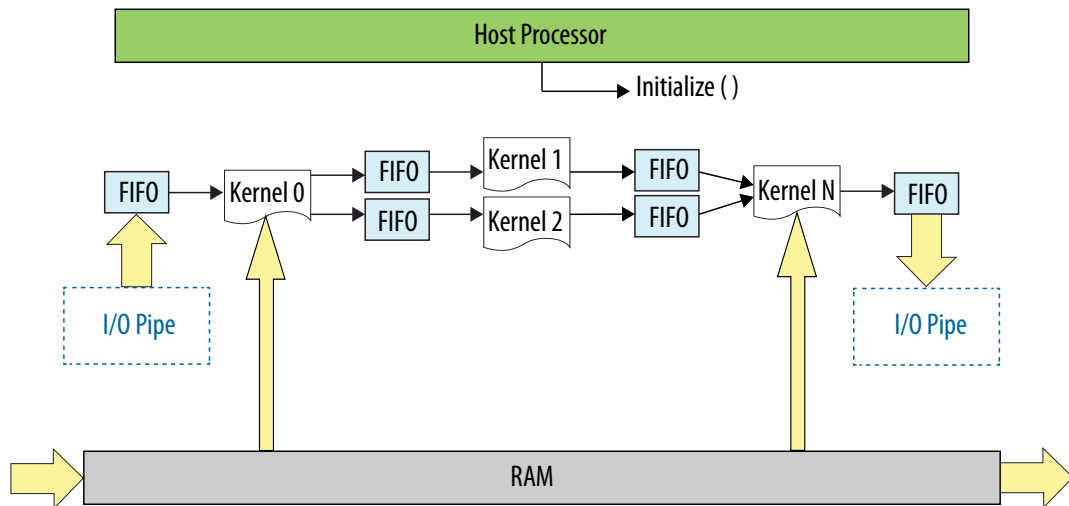 Host Processor
Initialize ( )
FIFO
Kernel 0
FIFO
Kernel 1
FIFO
FIFO
Kernel 2
FIFO
Kernel N
FIFO
I/O Pipe
I/O Pipe
RAM